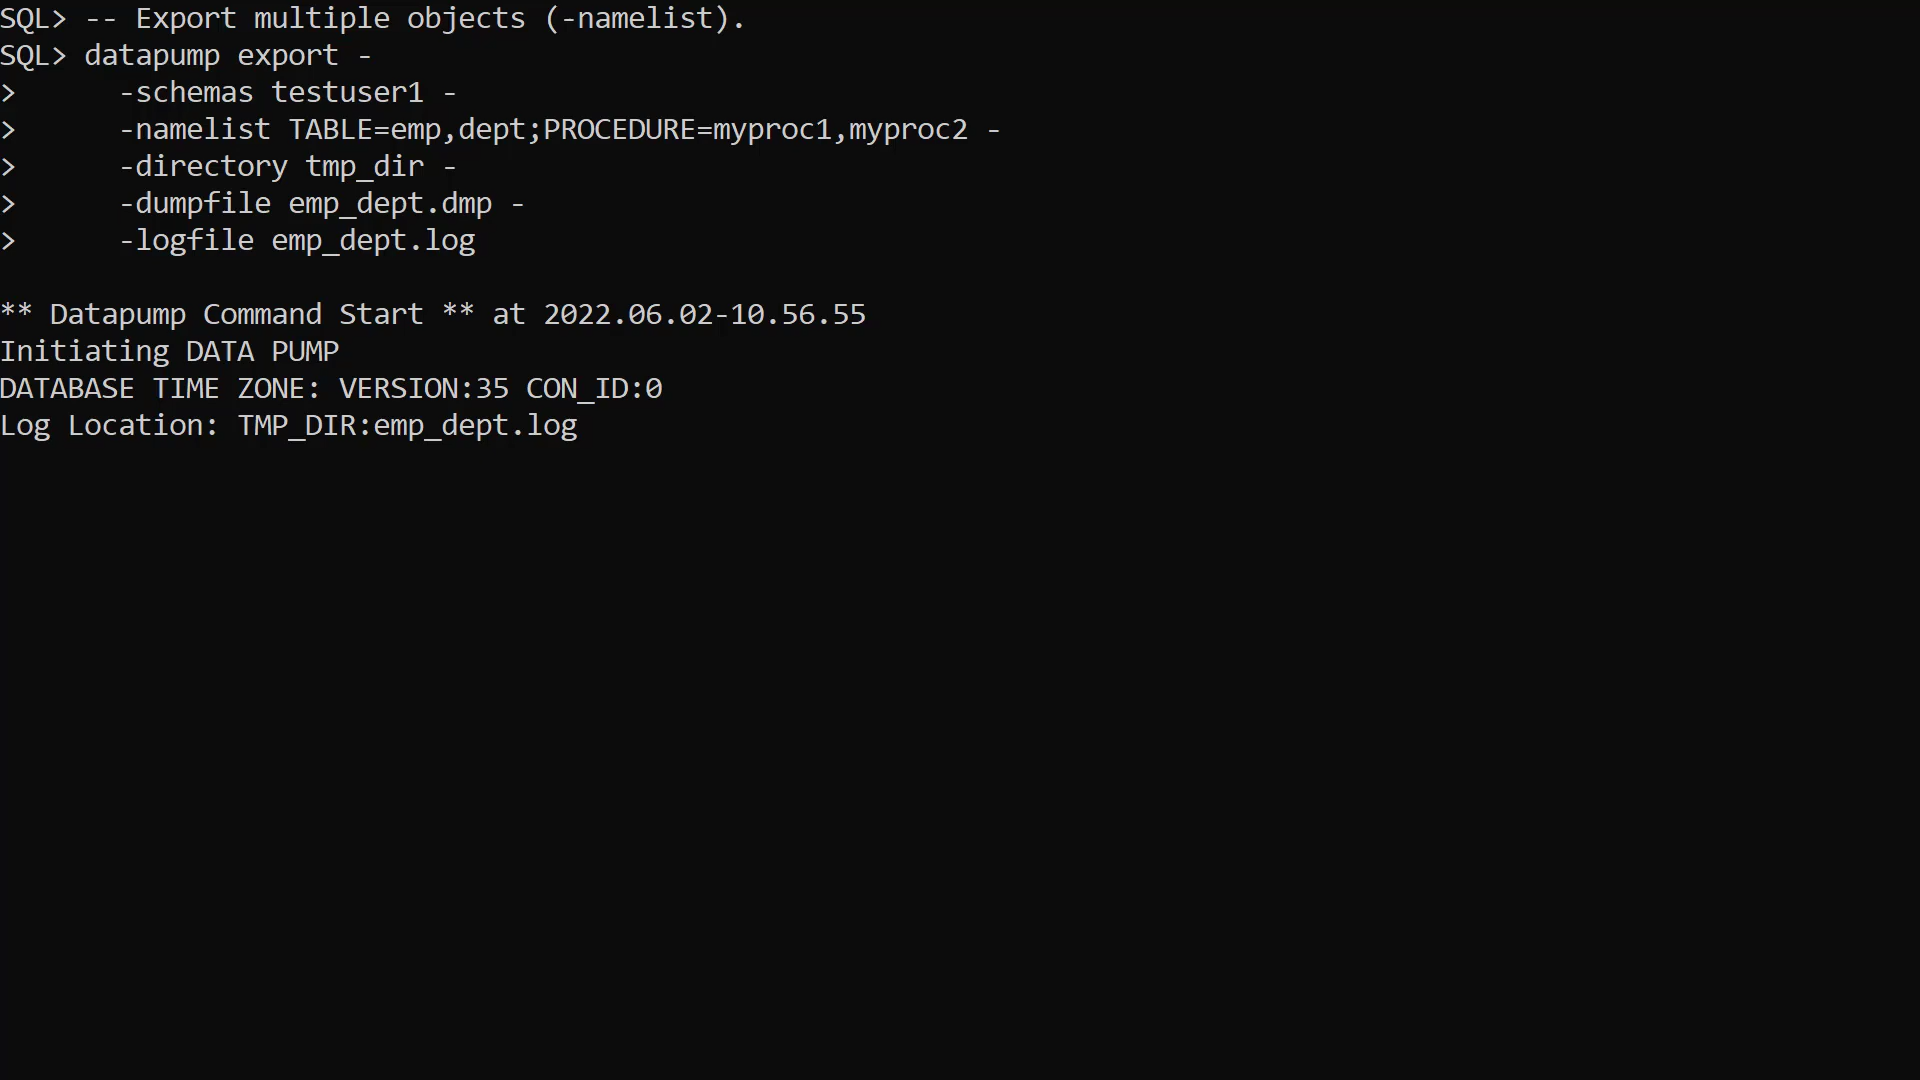 SQL> -- Export multiple objects (-namelist).
SQL> datapump export -
>      -schemas testuser1 -
>      -namelist TABLE=emp,dept;PROCEDURE=myproc1,myproc2 -
>      -directory tmp_dir -
>      -dumpfile emp_dept.dmp -
>      -logfile emp_dept.log
** Datapump Command Start ** at 2022.06.02-10.56.55
Initiating DATA PUMP
DATABASE TIME ZONE: VERSION:35 CON_ID:0
Log Location: TMP_DIR:emp_dept.log